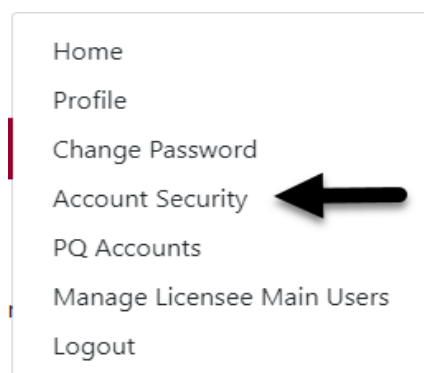 Home
Profile
Change Password
Account Security
PQ Accounts
Manage Licensee Main Users
Logout